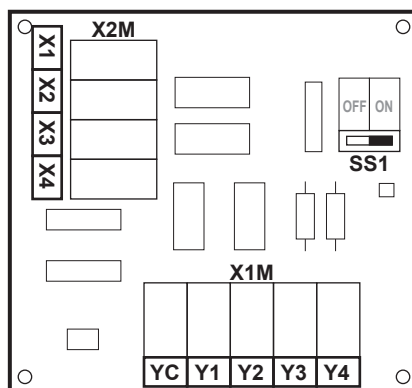 X2M
X1
X2
X3
X4
OFF ON
SS1
X1M
YC Y1 Y2 Y3 Y4